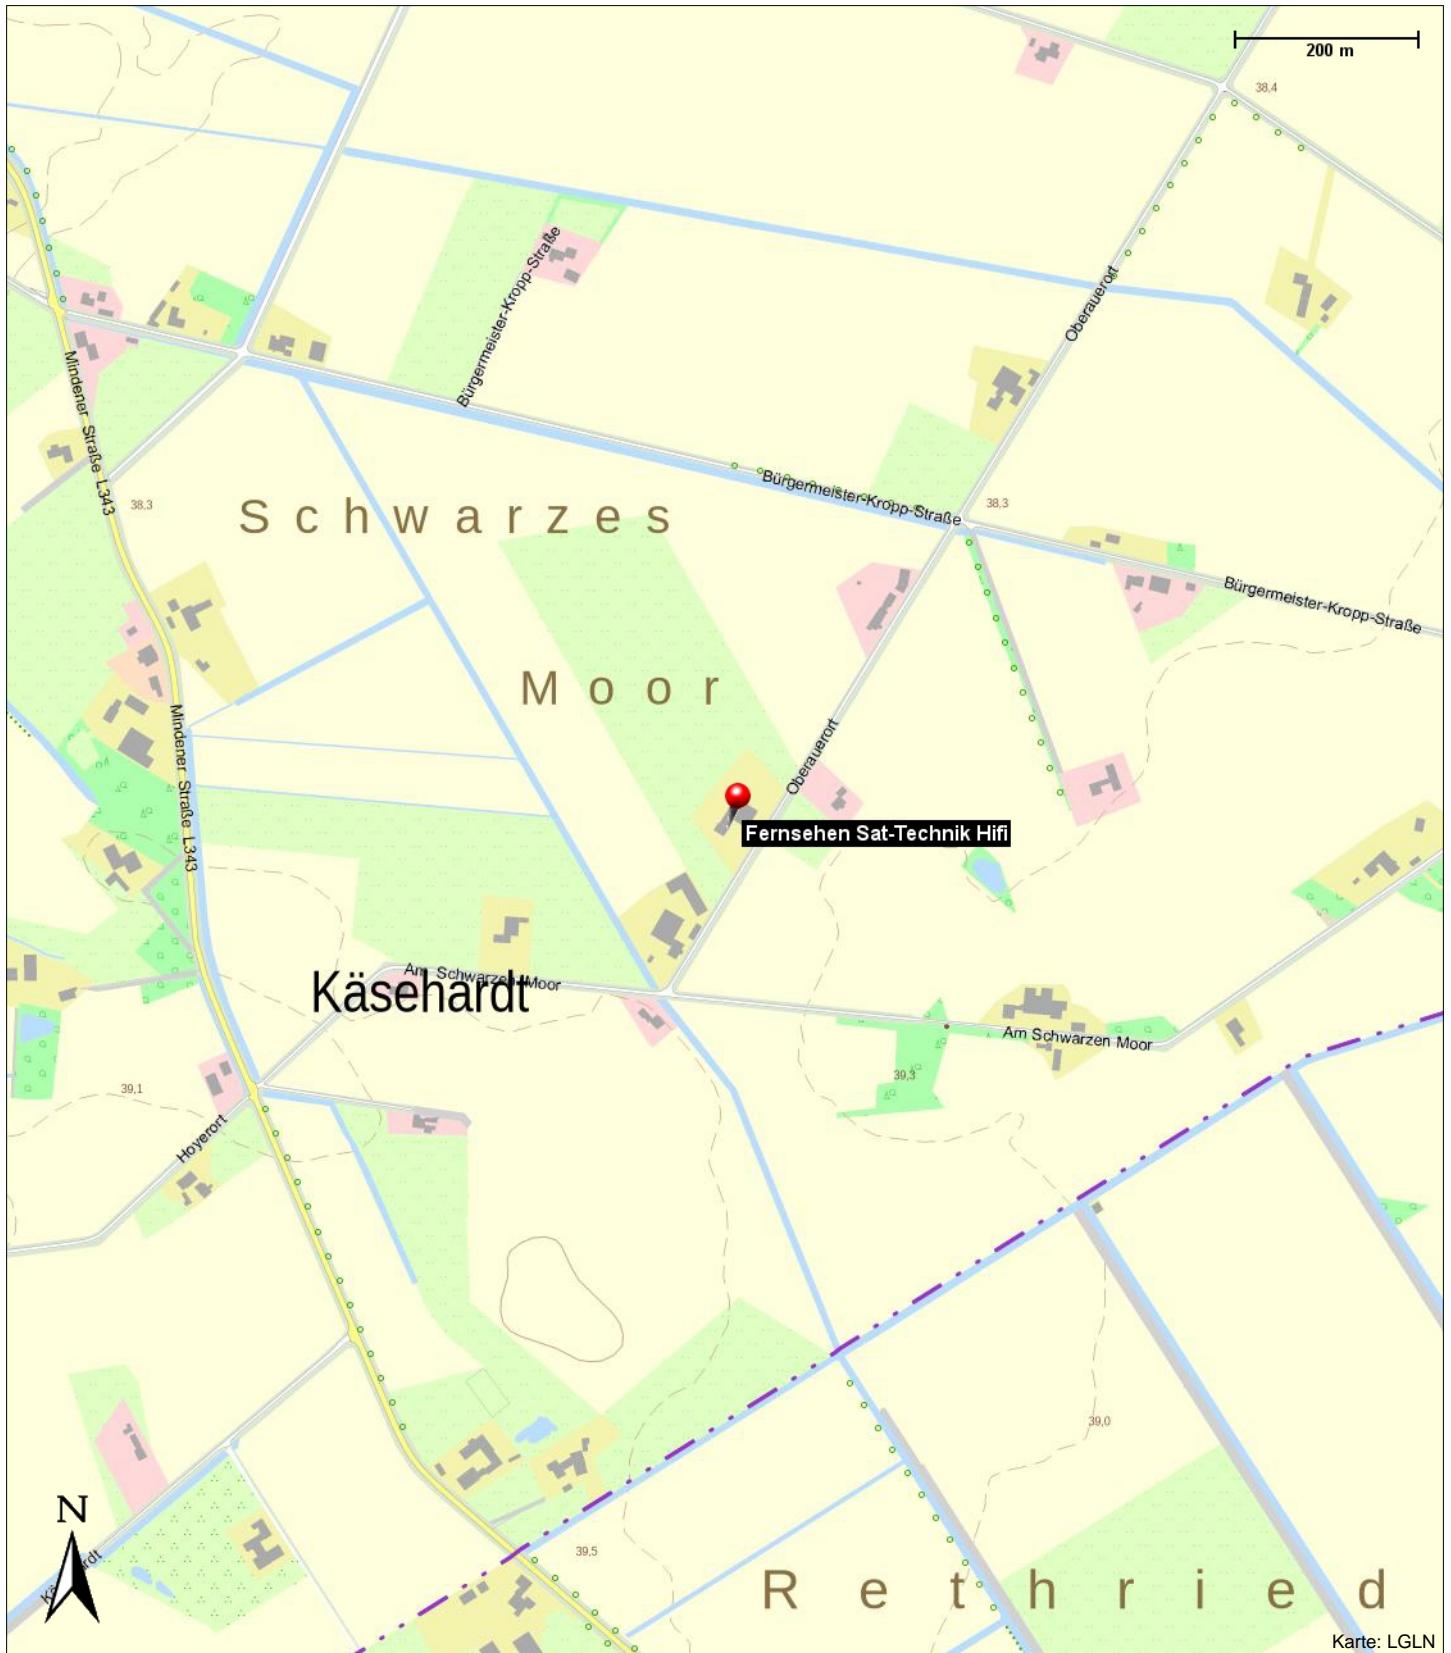 200 m
38,4
Bürgermeister-Kropp-Straße
Oberauerort
Mindener Straße L343
38,3
Schwarzes
Bürgermeister-Kropp-Straße
38,3
Bürgermeister-Kropp-Straße
Moor
Mindener Straße L343
Oberauerort
Fernsehen Sat-Technik Hifi
Am Schwarzen Moor
Käsehardt
Am Schwarzen Moor
39,3
39,1
Hoyerort
39,0
N
39,5
Rethried
Karte: LGLN